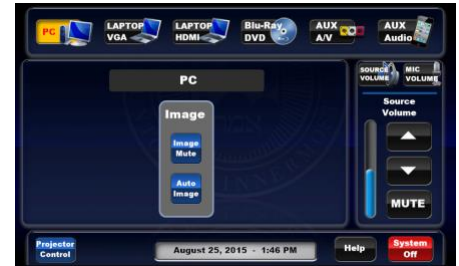 PC
LAPTOP
VGA
LAPTOP
HDMI
Blu-Ray
DVD
AUX
A/V
AUX
Audio
PC
Image
Image
Mute
Auto
Image
SOURCE
VOLUME
MIC
VOLUME
Source
Volume
MUTE
Projector
Control
August 25, 2015 - 1:46 PM
Help
System
Off